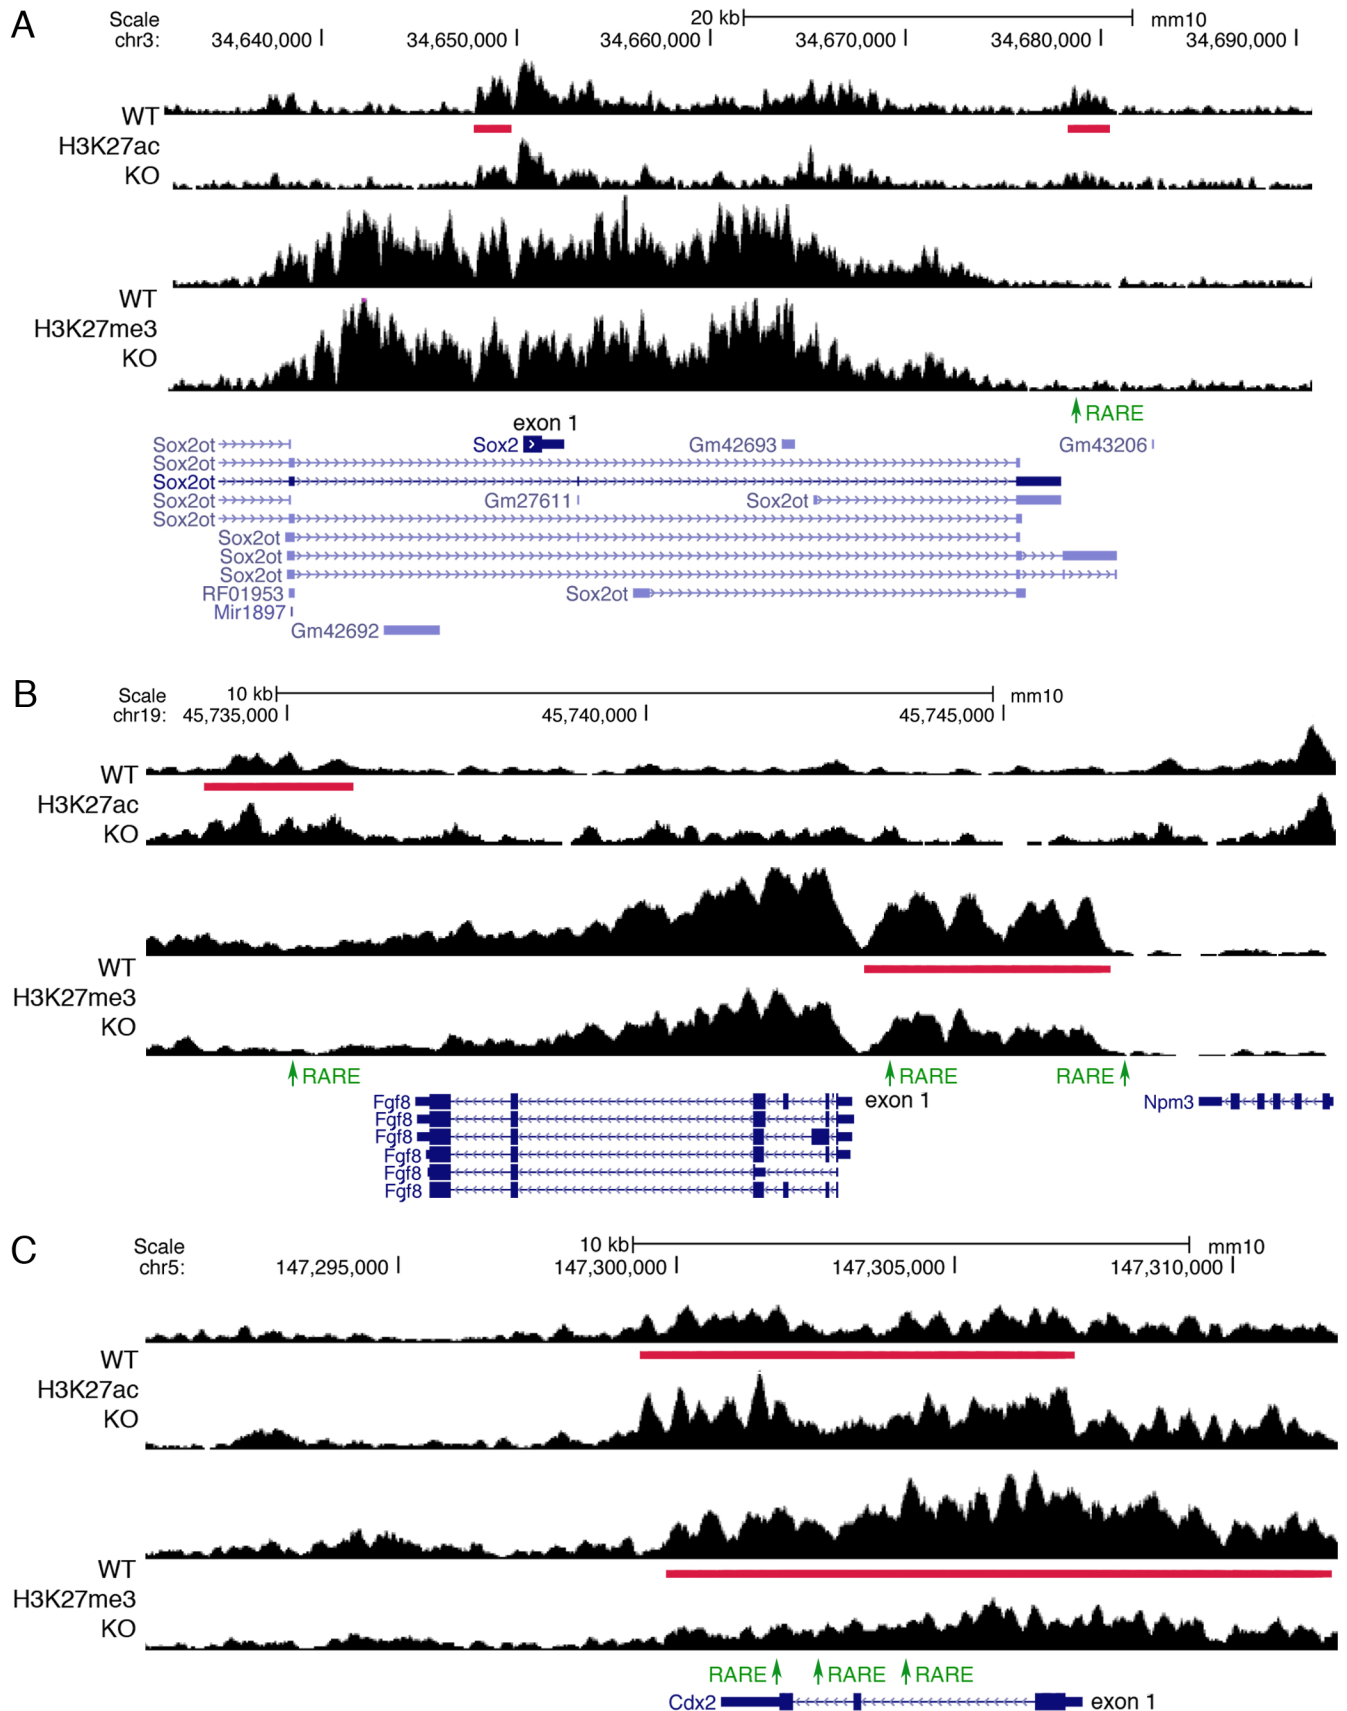 A
Scale 20 kb mm10
chr3: 34,640,000 34,650,000 34,660,000 34,670,000 34,680,000 34,690,000
WT
H3K27ac
KO
WT
H3K27me3
KO
RARE
exon 1
Sox2ot Sox2 Gm42693 Gm43206
Sox2ot
Sox2ot
Sox2ot Gm27611 Sox2ot
Sox2ot
Sox2ot
Sox2ot
Sox2ot
RF01953 Sox2ot
Mir1897
Gm42692
B
Scale 10 kb mm10
chr19: 45,735,000 45,740,000 45,745,000
WT
H3K27ac
KO
WT
H3K27me3
KO
RARE RARE RARE
Fgf8 exon 1 Npm3
Fgf8
Fgf8
Fgf8
Fgf8
Fgf8
C
Scale 10 kb mm10
chr5: 147,295,000 147,300,000 147,305,000 147,310,000
WT
H3K27ac
KO
WT
H3K27me3
KO
RARE RARE RARE
Cdx2 exon 1